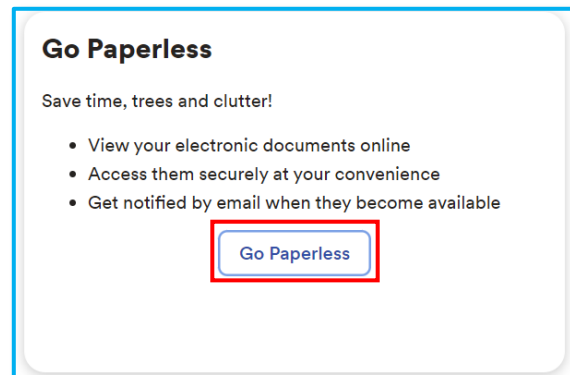 Go Paperless
Save time, trees and clutter!
• View your electronic documents online
• Access them securely at your convenience
• Get notified by email when they become available
Go Paperless